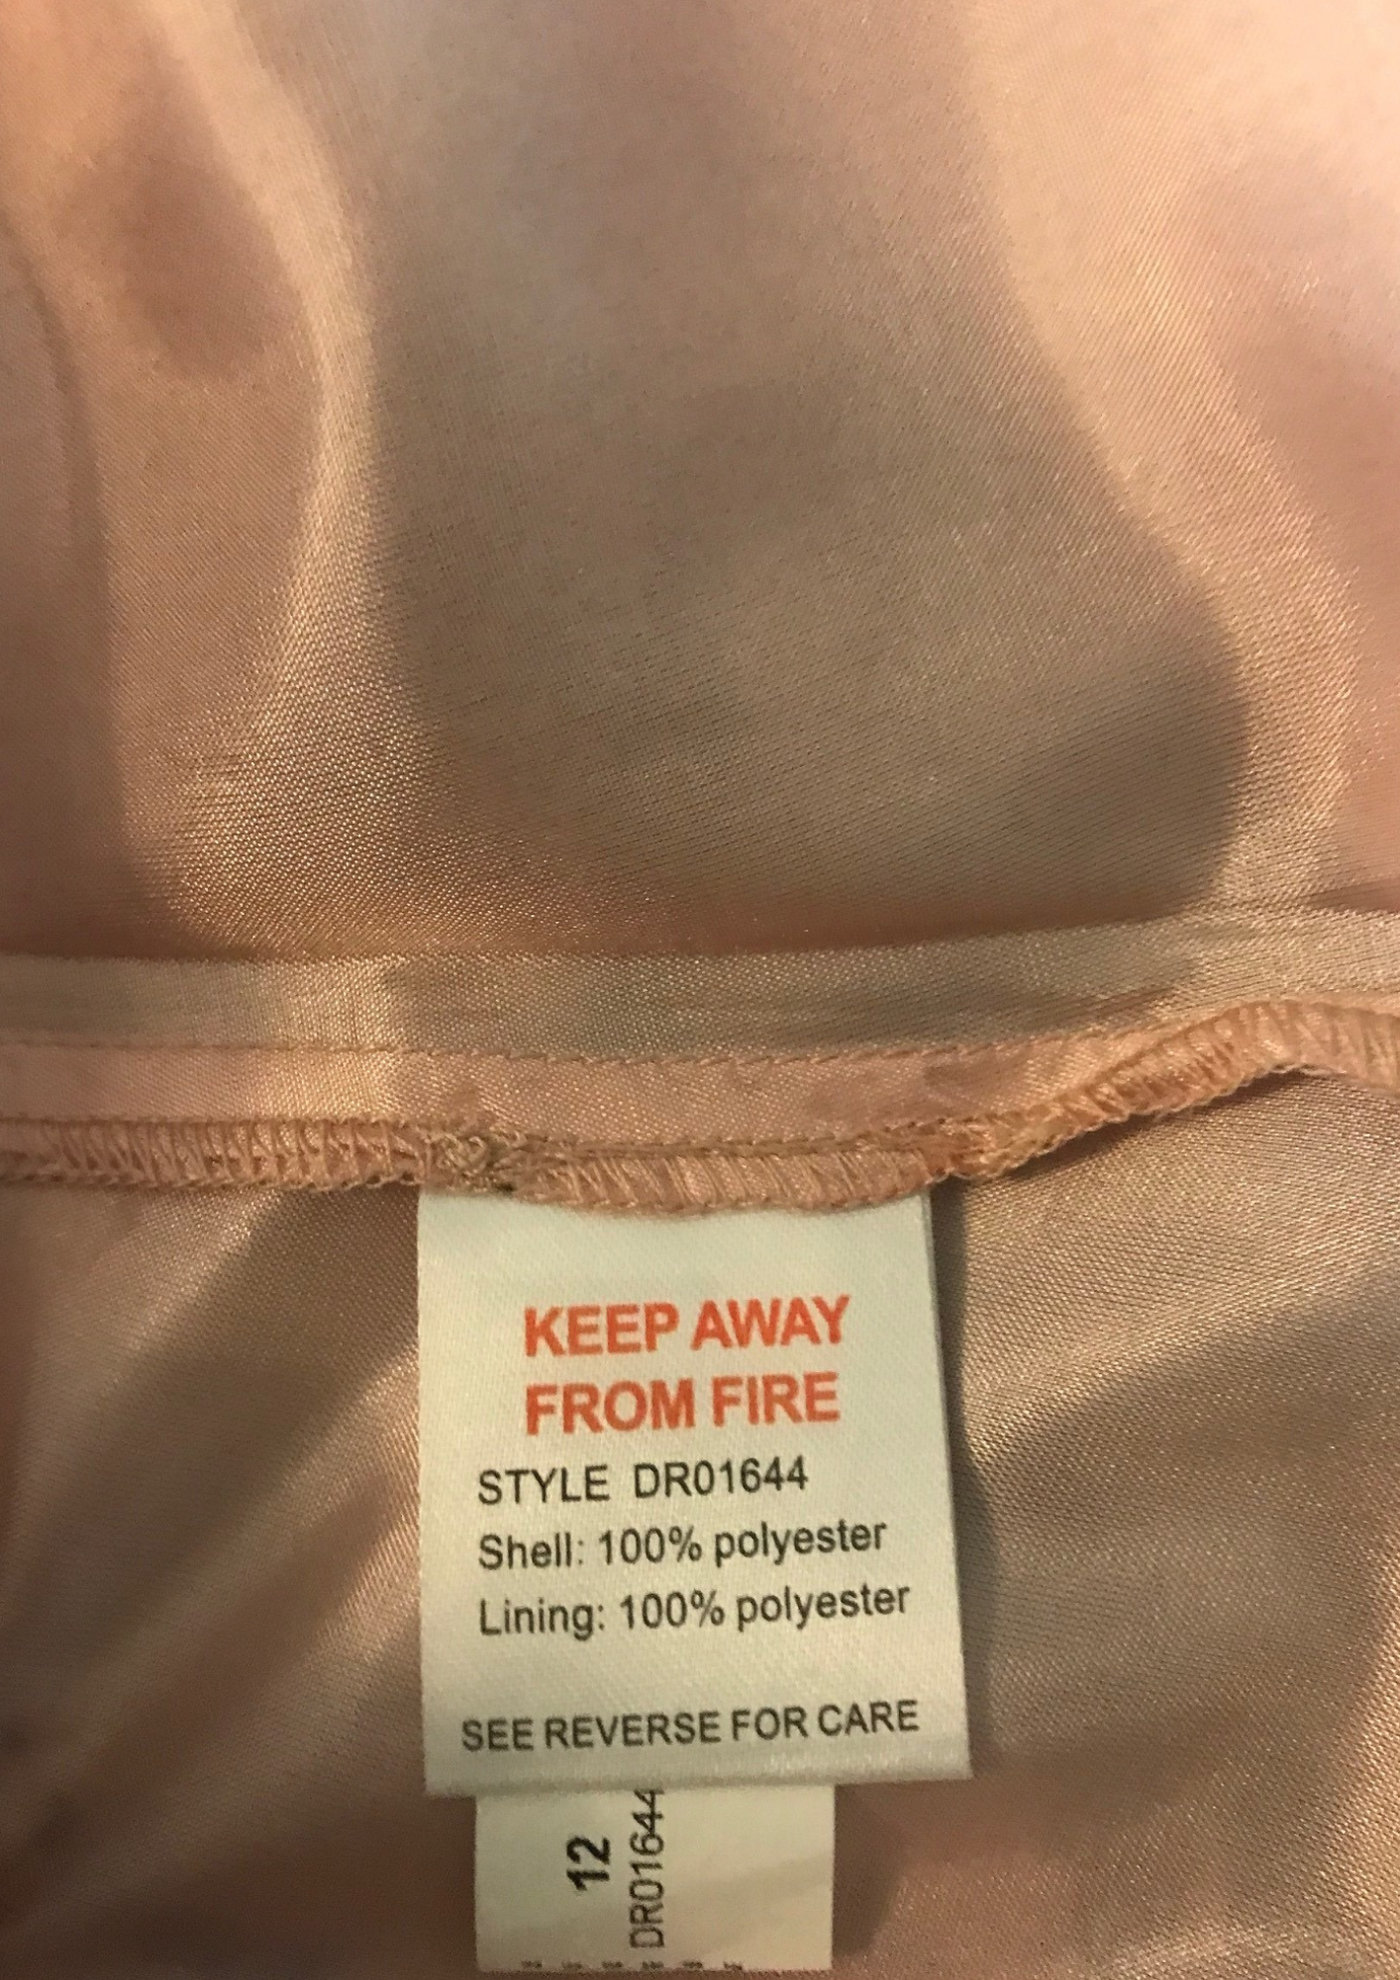 KEEP AWAY
FROM FIRE
STYLE DR01644
Shell: 100% polyester
Lining: 100% polyester
SEE REVERSE FOR CARE
12
DR01644